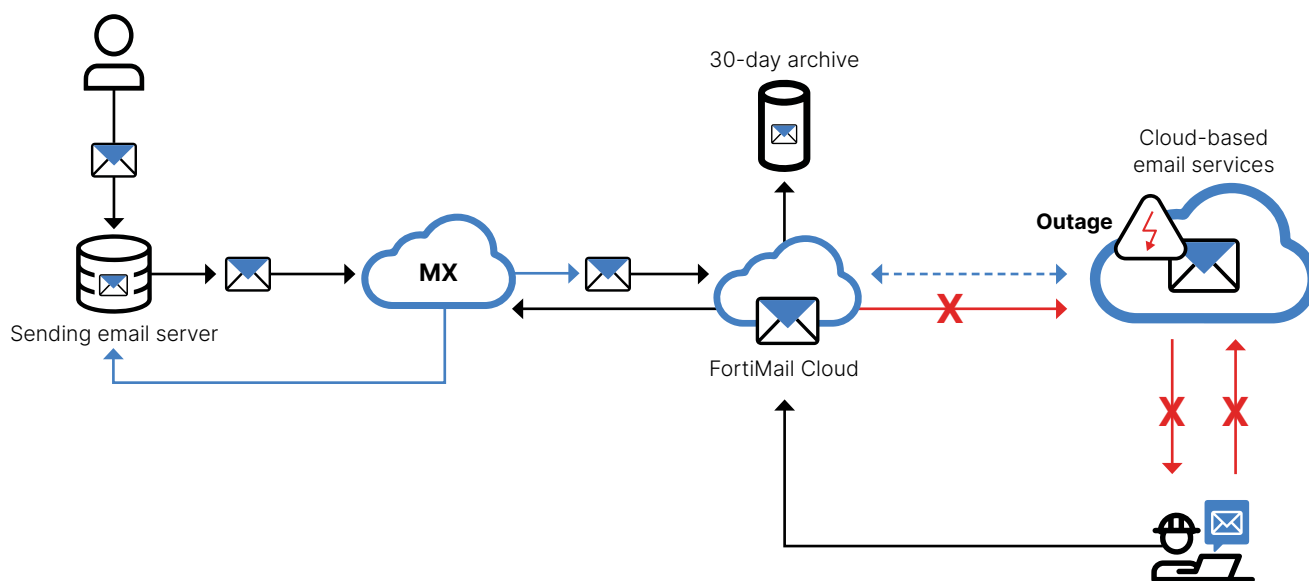 30-day archive
Cloud-based
email services
Outage
MX
Sending email server
FortiMail Cloud
X
X
X